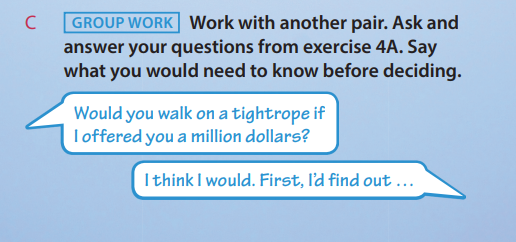 C GROUP WORK Work with another pair. Ask and
answer your questions from exercise 4A. Say
what you would need to know before deciding.
Would you walk on a tightrope if
I offered you a million dollars?
I think I would. First, I'd find out ...